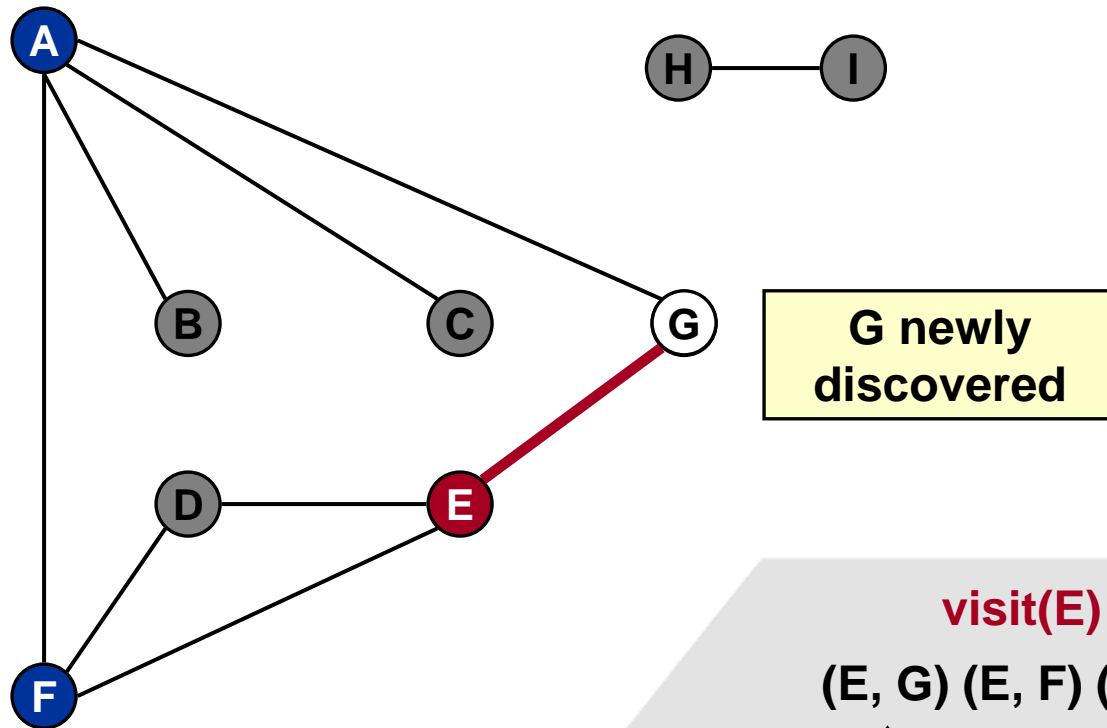 A
H I
B C G
G newly
discovered
D E
visit(E)
(E, G) (E, F) (
F